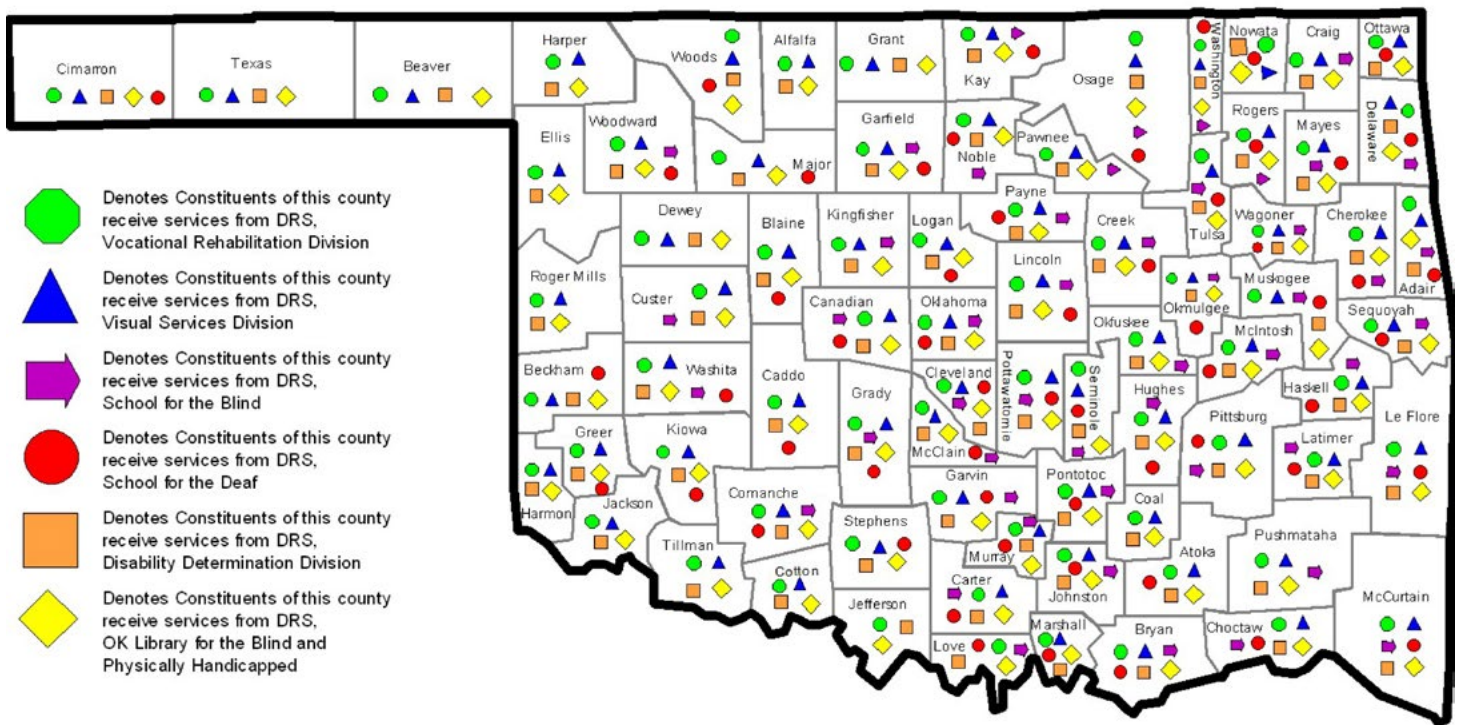 Cimarron
Texas
Beaver
Harper
Woods
Alfalfa
Grant
Kay
Osage
Washington
Nowata
Craig
Ottawa
Ellis
Woodward
Major
Garfield
Noble
Pawnee
Rogers
Mayes
Delaware
Denotes Constituents of this county
receive services from DRS,
Vocational Rehabilitation Division
Denotes Constituents of this county
receive services from DRS,
Visual Services Division
Denotes Constituents of this county
receive services from DRS,
School for the Blind
Denotes Constituents of this county
receive services from DRS,
School for the Deaf
Denotes Constituents of this county
receive services from DRS,
Disability Determination Division
Denotes Constituents of this county
receive services from DRS,
OK Library for the Blind and
Physically Handicapped
Dewey
Blaine
Kingfisher
Logan
Payne
Creek
Tulsa
Wagoner
Cherokee
Adair
Roger Mills
Custer
Canadian
Oklahoma
Lincoln
Okfuskee
Okmulgee
Muskogee
McIntosh
Sequoyah
Beckham
Washita
Caddo
Grady
Cleveland
Pottawatomie
Seminole
Hughes
Pittsburg
Haskell
Le Flore
Greer
Kiowa
McClain
Latimer
Harmon
Jackson
Comanche
Garvin
Pontotoc
Coal
Tillman
Cotton
Stephens
Murray
Johnston
Atoka
Pushmataha
Jefferson
Carter
Love
Marshall
Bryan
Choctaw
McCurtain